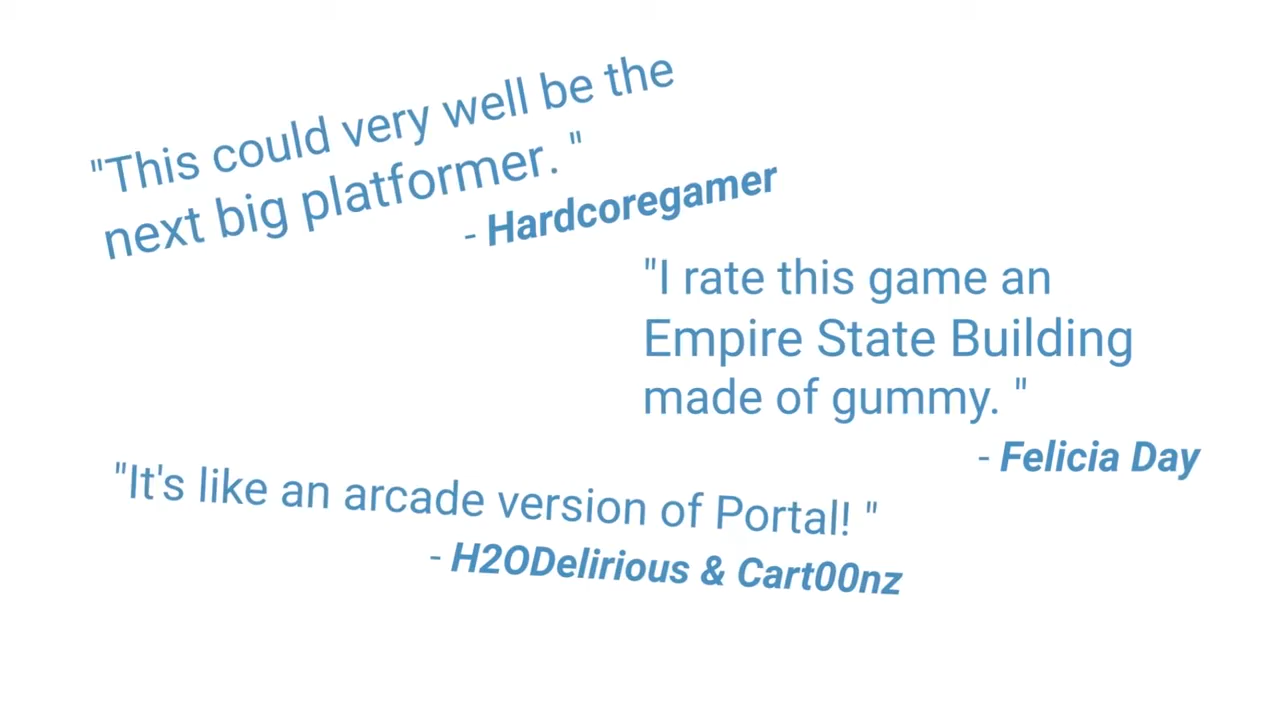 "This could very well be the
next big platformer. "
- Hardcoregamer
"I rate this game an
Empire State Building
made of gummy. "
- Felicia Day
"It's like an arcade version of Portal! "
- H2ODelirious & Cart00nz